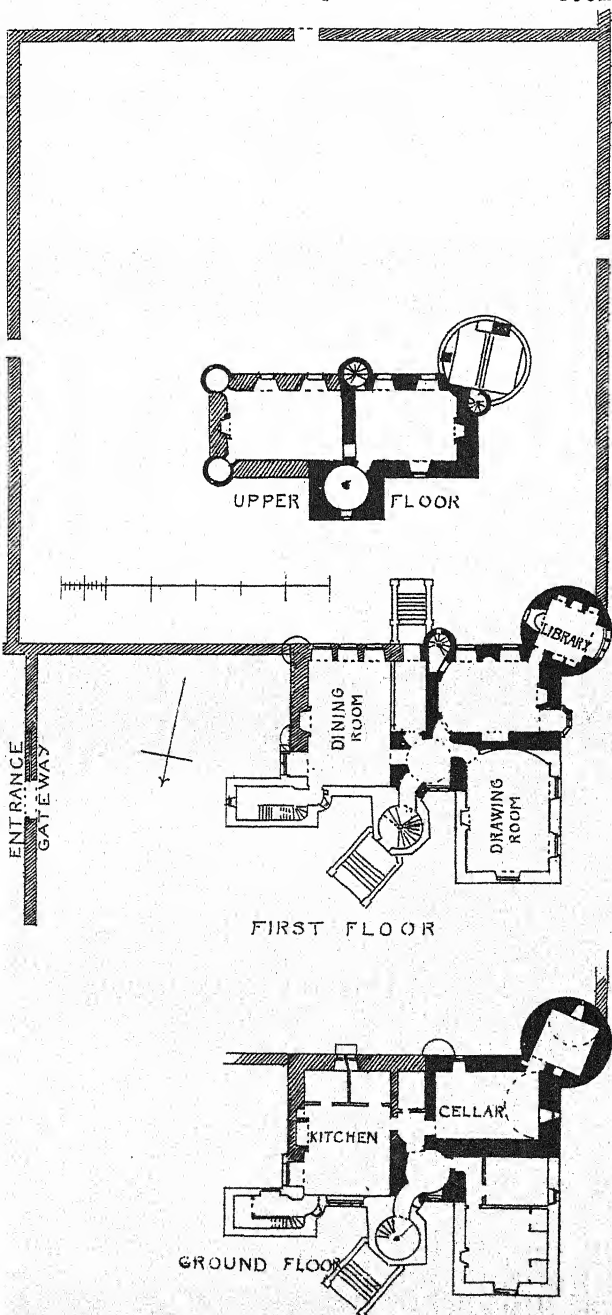 UPPER FLOOR
LIBRARY
DINING
ROOM
ENTRANCE
GATEWAY
DRAWING
ROOM
FIRST FLOOR
CELLAR
KITCHEN
GROUND FLOOR